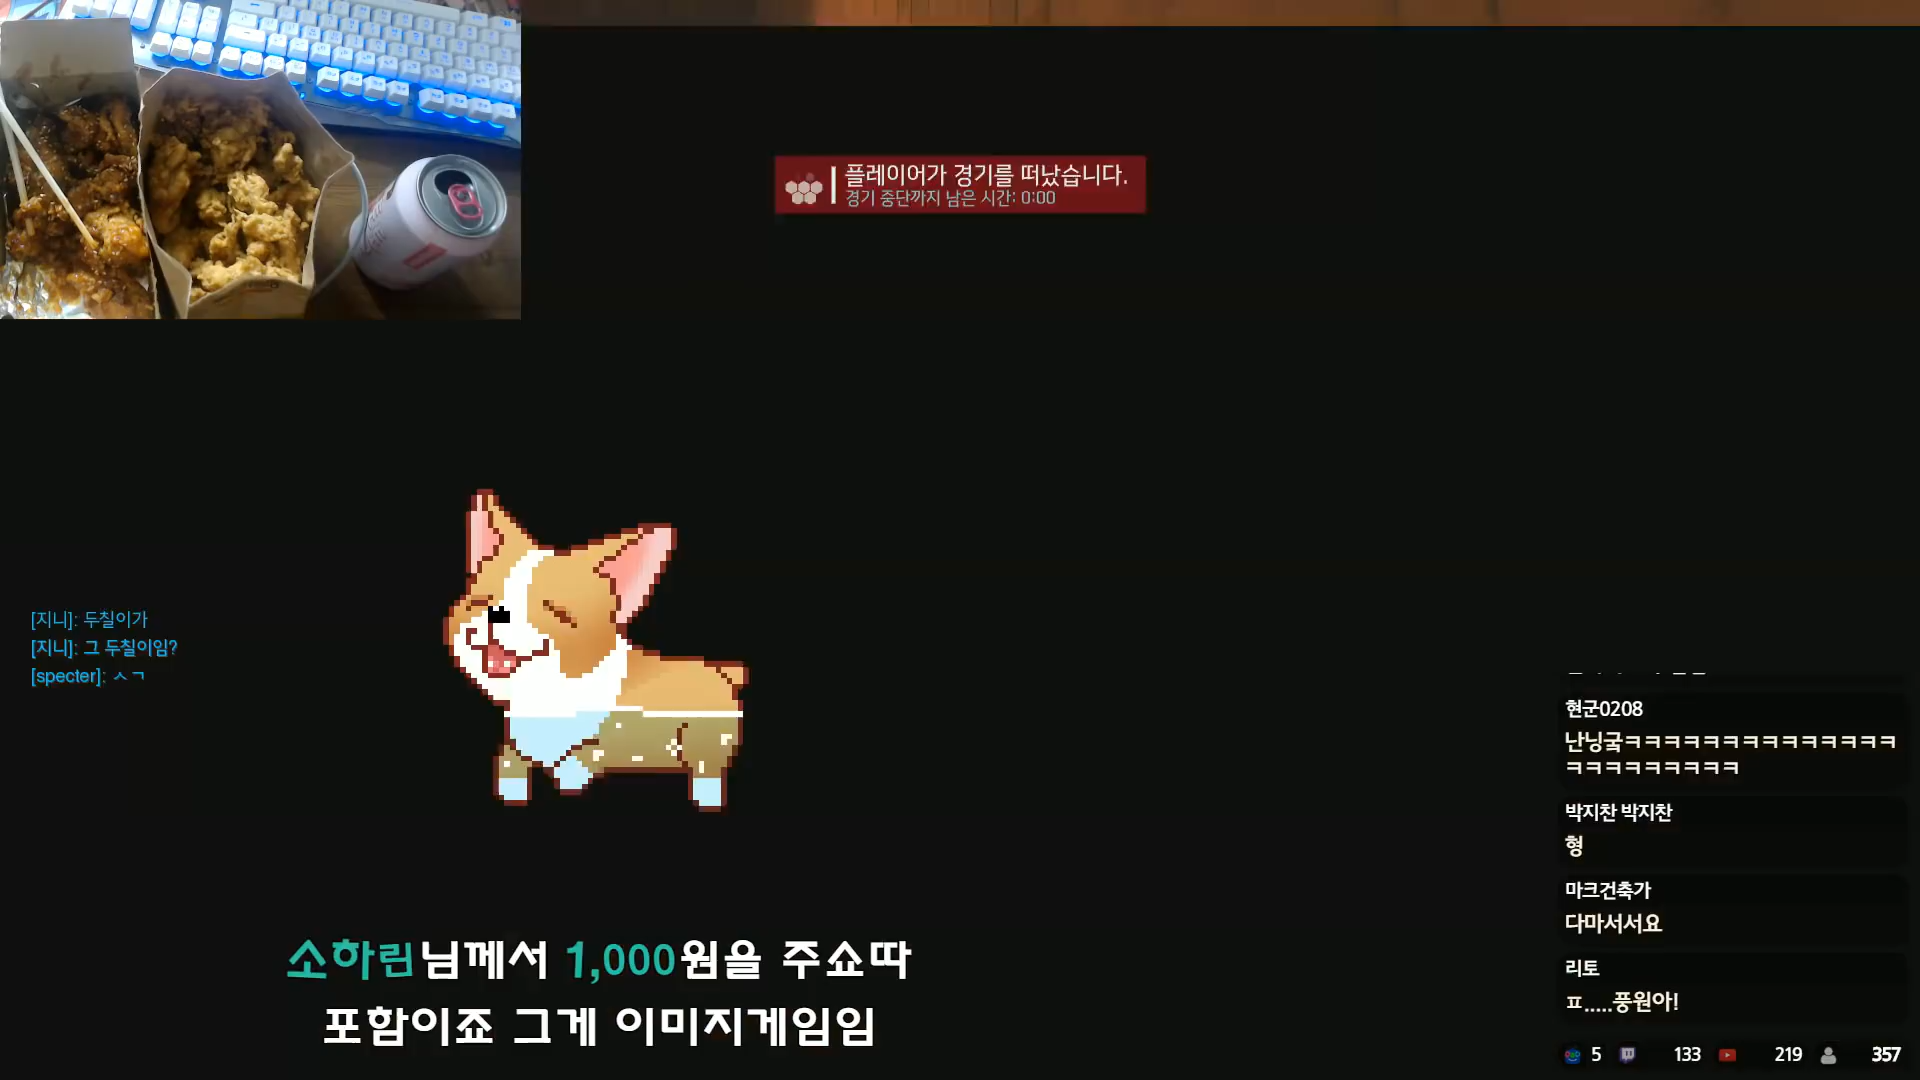 플레이어가 경기를 떠났습니다.
경기 중단까지 남은 시간: 0:00
[지니]: 두칠이가
[지니]: 그 두칠이임?
[specter]: ㅅㄱ
현군0208
난닝궄ㅋㅋㅋㅋㅋㅋㅋㅋㅋㅋㅋㅋㅋㅋ
ㅋㅋㅋㅋㅋㅋㅋㅋㅋ
박지찬 박지찬
형
마크건축가
다마서서요
리토
ㅍ.....풍원아!
소하린님께서 1,000원을 주쇼따
포함이죠 그게 이미지게임임
5 133 219 357